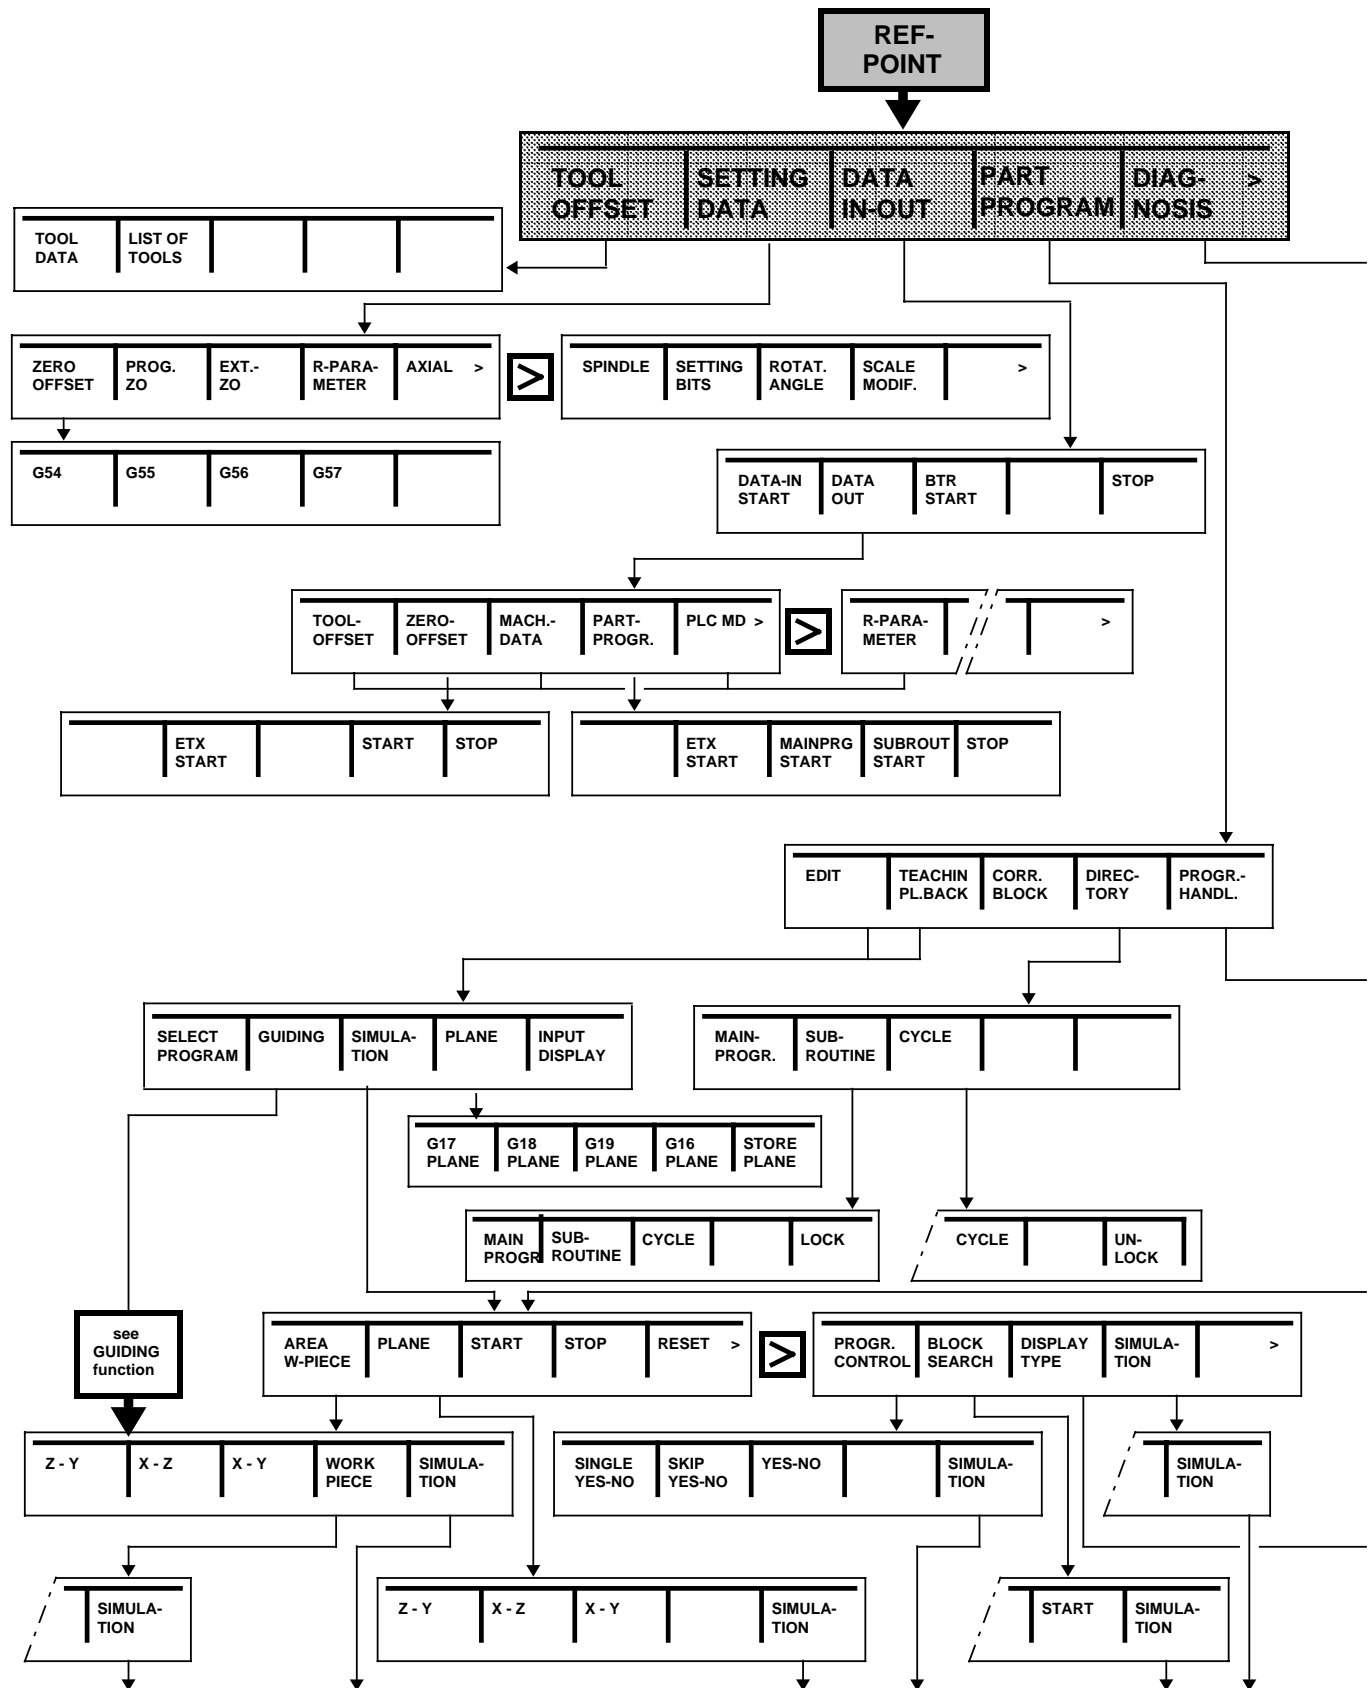 REF-
POINT
TOOL SETTING DATA PART DIAG- >
OFFSET DATA IN-OUT PROGRAM NOSIS
TOOL LIST OF
DATA TOOLS
ZERO PROG. EXT.- R-PARA- AXIAL >
OFFSET ZO ZO METER
>
SPINDLE SETTING ROTAT. SCALE >
BITS ANGLE MODIF.
G54 G55 G56 G57
DATA-IN DATA BTR STOP
START OUT START
TOOL- ZERO- MACH.- PART- PLC MD >
OFFSET OFFSET DATA PROGR.
>
R-PARA- >
METER
ETX START STOP
START
ETX MAINPRG SUBROUT STOP
START START START
EDIT TEACHIN CORR. DIREC- PROGR.-
PL.BACK BLOCK TORY HANDL.
SELECT GUIDING SIMULA- PLANE INPUT
PROGRAM TION DISPLAY
MAIN- SUB- CYCLE
PROGR. ROUTINE
G17 G18 G19 G16 STORE
PLANE PLANE PLANE PLANE PLANE
MAIN SUB- CYCLE LOCK
PROGR ROUTINE
CYCLE UN-
LOCK
see
GUIDING
function
AREA PLANE START STOP RESET >
W-PIECE
>
PROGR. BLOCK DISPLAY SIMULA- >
CONTROL SEARCH TYPE TION
Z - Y X - Z X - Y WORK SIMULA-
PIECE TION
SINGLE SKIP YES-NO SIMULA-
YES-NO YES-NO TION
SIMULA-
TION
SIMULA-
TION
Z - Y X - Z X - Y SIMULA-
TION
START SIMULA-
TION